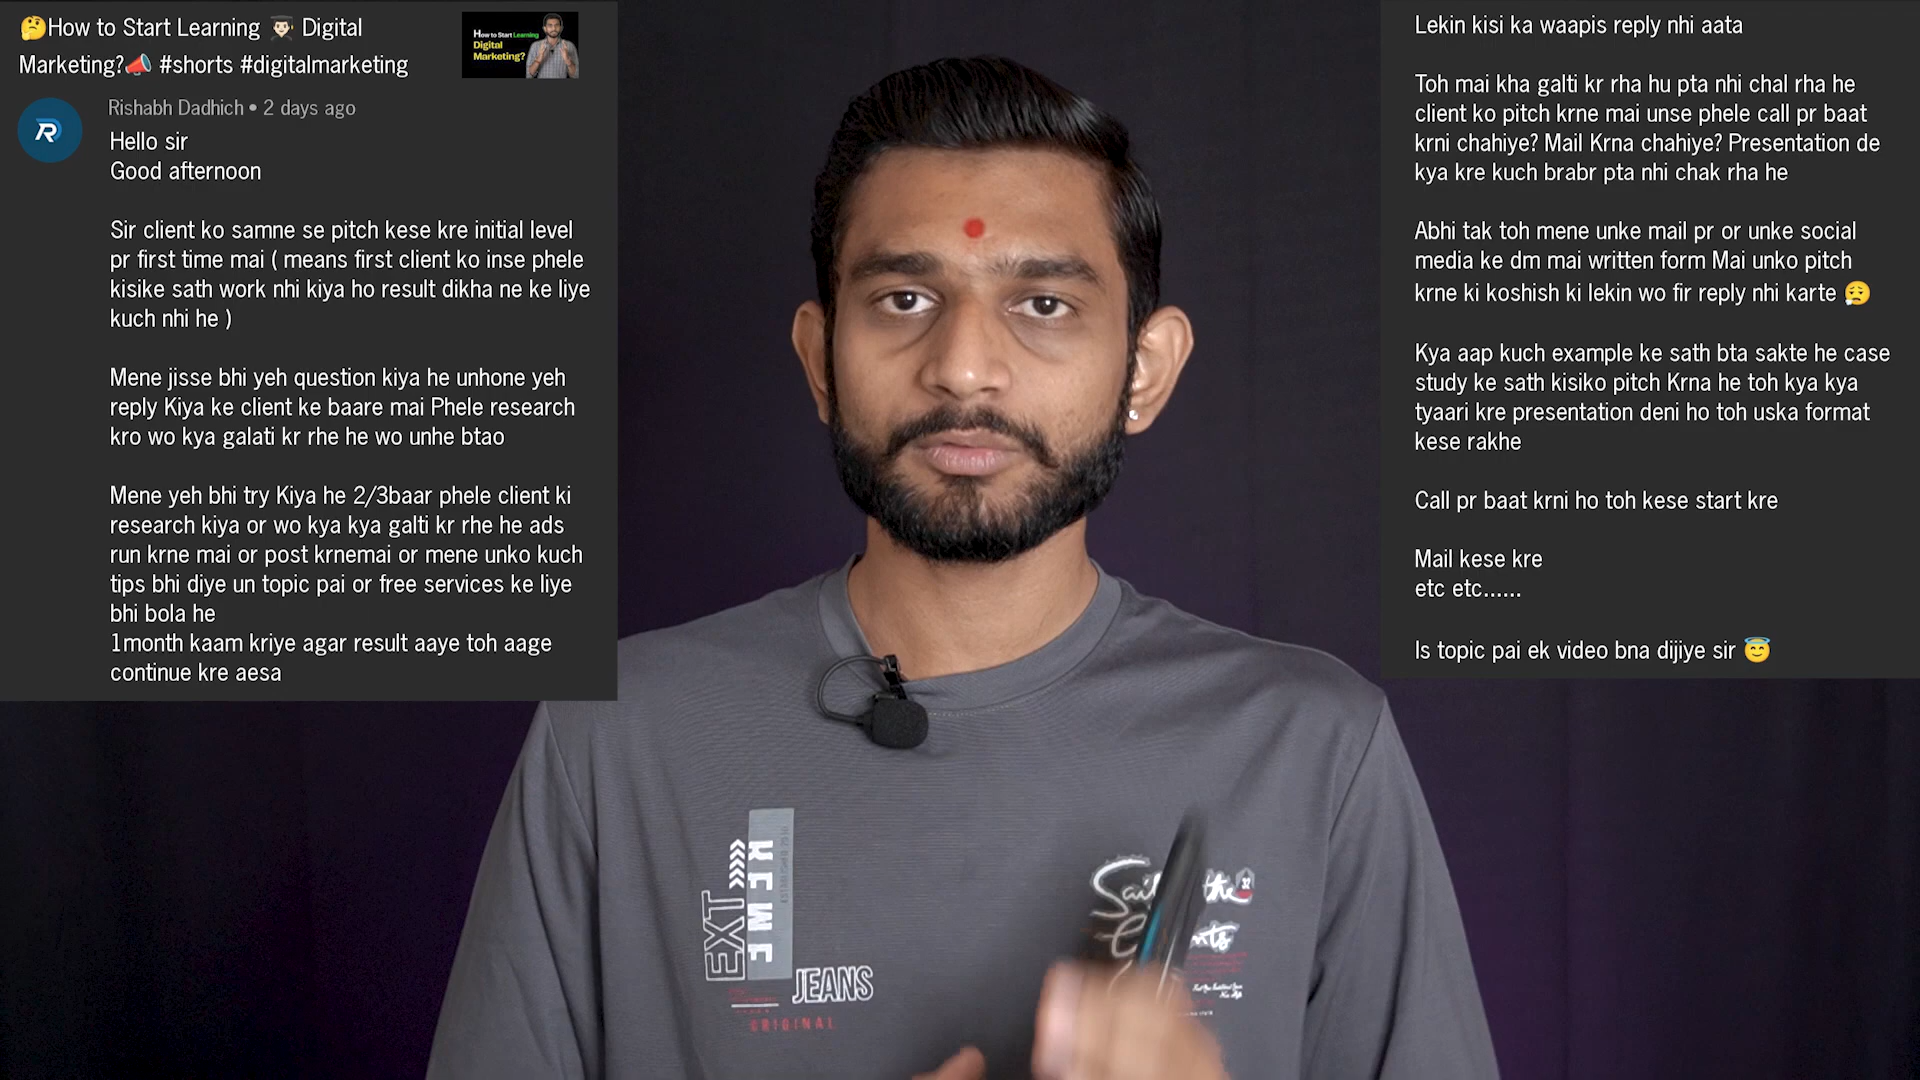 🤔How to Start Learning 👨🏻‍🎓 Digital
Marketing?📣 #shorts #digitalmarketing
How to Start Learning
Digital
Marketing?
Rishabh Dadhich • 2 days ago
Hello sir
Good afternoon
Sir client ko samne se pitch kese kre initial level
pr first time mai ( means first client ko inse phele
kisike sath work nhi kiya ho result dikha ne ke liye
kuch nhi he )
Mene jisse bhi yeh question kiya he unhone yeh
reply Kiya ke client ke baare mai Phele research
kro wo kya galati kr rhe he wo unhe btao
Mene yeh bhi try Kiya he 2/3baar phele client ki
research kiya or wo kya kya galti kr rhe he ads
run krne mai or post krnemai or mene unko kuch
tips bhi diye un topic pai or free services ke liye
bhi bola he
1month kaam kriye agar result aaye toh aage
continue kre aesa
Lekin kisi ka waapis reply nhi aata
Toh mai kha galti kr rha hu pta nhi chal rha he
client ko pitch krne mai unse phele call pr baat
krni chahiye? Mail Krna chahiye? Presentation de
kya kre kuch brabr pta nhi chak rha he
Abhi tak toh mene unke mail pr or unke social
media ke dm mai written form Mai unko pitch
krne ki koshish ki lekin wo fir reply nhi karte 😮‍💨
Kya aap kuch example ke sath bta sakte he case
study ke sath kisiko pitch Krna he toh kya kya
tyaari kre presentation deni ho toh uska format
kese rakhe
Call pr baat krni ho toh kese start kre
Mail kese kre
etc etc......
Is topic pai ek video bna dijiye sir 😇
EXT
JEANS
ORIGINAL
the